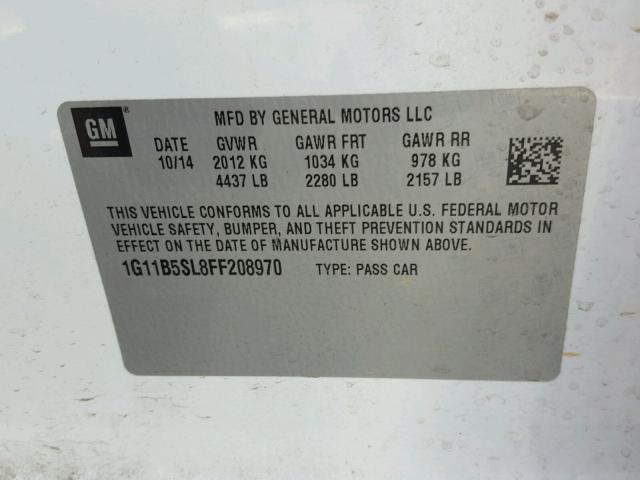 GM®
MFD BY GENERAL MOTORS LLC
DATE GVWR GAWR FRT GAWR RR
10/14 2012 KG 1034 KG 978 KG
4437 LB 2280 LB 2157 LB
THIS VEHICLE CONFORMS TO ALL APPLICABLE U.S. FEDERAL MOTOR
VEHICLE SAFETY, BUMPER, AND THEFT PREVENTION STANDARDS IN
EFFECT ON THE DATE OF MANUFACTURE SHOWN ABOVE.
1G11B5SL8FF208970 TYPE: PASS CAR